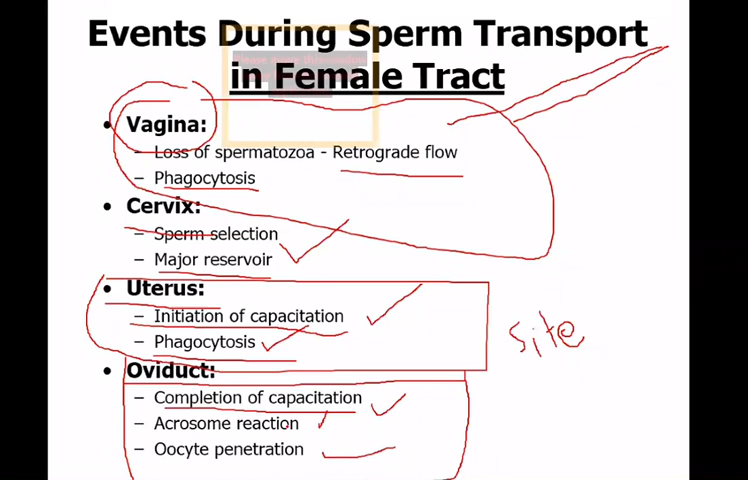 Events During Sperm Transport
in Female Tract
• Vagina:
– Loss of spermatozoa - Retrograde flow
– Phagocytosis
• Cervix:
– Sperm selection
– Major reservoir
• Uterus:
– Initiation of capacitation
– Phagocytosis
site
• Oviduct:
– Completion of capacitation
– Acrosome reaction
– Oocyte penetration